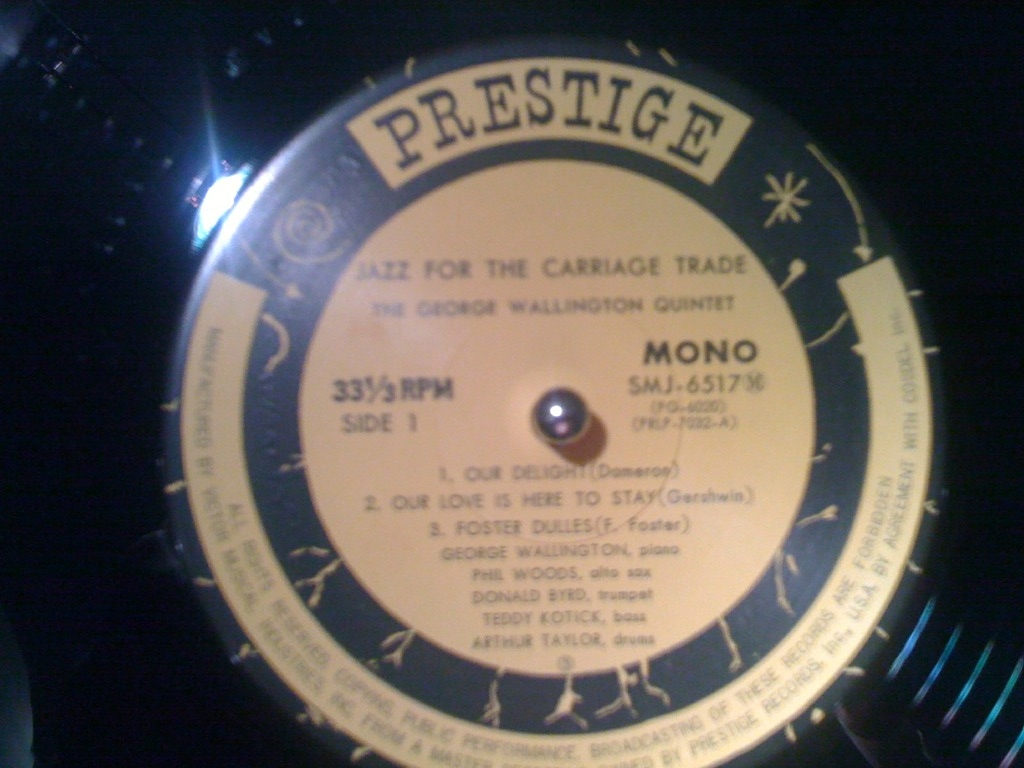 PRESTIGE
JAZZ FOR THE CARRIAGE TRADE
THE GEORGE WALLINGTON QUINTET
33⅓ RPM
SIDE 1
MONO
SMJ-6517
(PG-6020)
(PRLP-7032-A)
1. OUR DELIGHT(Dameron)
2. OUR LOVE IS HERE TO STAY(Gershwin)
3. FOSTER DULLES(F. Foster)
GEORGE WALLINGTON, piano
PHIL WOODS, alto sax
DONALD BYRD, trumpet
TEDDY KOTICK, bass
ARTHUR TAYLOR, drums
ALL RIGHTS RESERVED, COPYING, PUBLIC PERFORMANCE, BROADCASTING OF THESE RECORDS ARE FORBIDDEN
MANUFACTURED BY VICTOR MUSICAL INDUSTRIES, INC. FROM A MASTER BY PRESTIGE RECORDS, INC., U.S.A. BY AGREEMENT WITH INC.